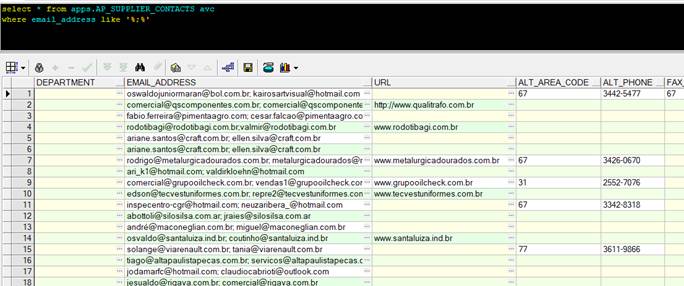 select * from apps.AP_SUPPLIER_CONTACTS avc
where email_address like '%;%'
DEPARTMENT EMAIL_ADDRESS URL ALT_AREA_CODE ALT_PHONE FAX_
1 oswaldojuniormaran@bol.com.br; kairosartvisual@hotmail.com 67 3442-5477 67
2 comercial@qscomponentes.com.br; comercial@qscomponente http://www.qualitrafo.com.br
3 fabio.ferreira@pimentaagro.com; cesar.falcao@pimentaagro.co
4 rodotibagi@rodotibagi.com.br;valmir@rodotibagi.com.br www.rodotibagi.com.br
5 ariane.santos@craft.com.br; ellen.silva@craft.com.br
6 ariane.santos@craft.com.br; ellen.silva@craft.com.br
7 rodrigo@metalurgicadourados.com.br; metalurgicadourados@r www.metalurgicadourados.com.br 67 3426-0670
8 ari_k1@hotmail.com; valdirkloehn@hotmail.com
9 comercial@grupooilcheck.com.br; vendas1@grupooilcheck.cor www.grupooilcheck.com.br 31 2552-7076
10 edson@tecvestuniformes.com.br; repre2@tecvestuniformes.co www.tecvestuniformes.com.br
11 inspecentro-cgr@hotmail.com; neuzaribera_@hotmail.com 67 3342-8318
12 abottoli@silosilsa.com.ar; jraies@silosilsa.com.ar
13 andré@maconeglian.com.br; miguel@maconeglian.com.br
14 osvaldo@santaluiza.ind.br; coutinho@santaluiza.ind.br www.santaluiza.ind.br
15 solange@viarenault.com.br; tania@viarenault.com.br 77 3611-9866
16 tiago@altapaulistapecas.com.br; servicos@altapaulistapecas.c
17 jodamarfc@hotmail.com; claudiocabrioti@outlook.com
18 jesualdo@rigava.com.br; comercial@rigava.com.br